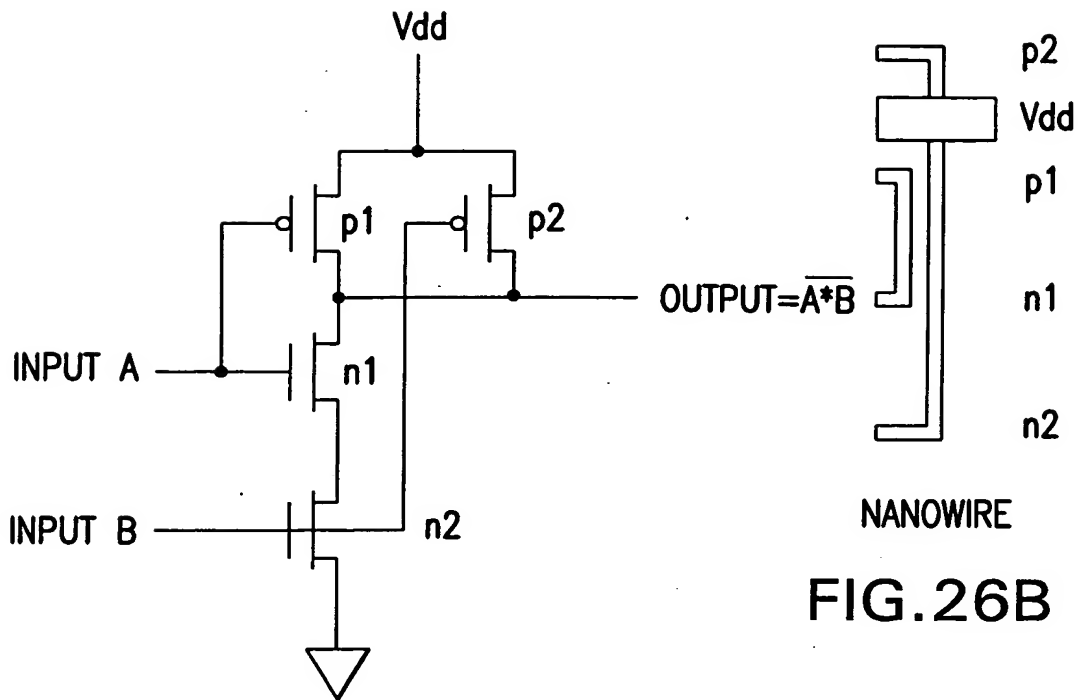 Vdd
p1
p2
OUTPUT=A*B
INPUT A
n1
INPUT B
n2
p2
Vdd
p1
n1
n2
NANOWIRE
FIG.26B